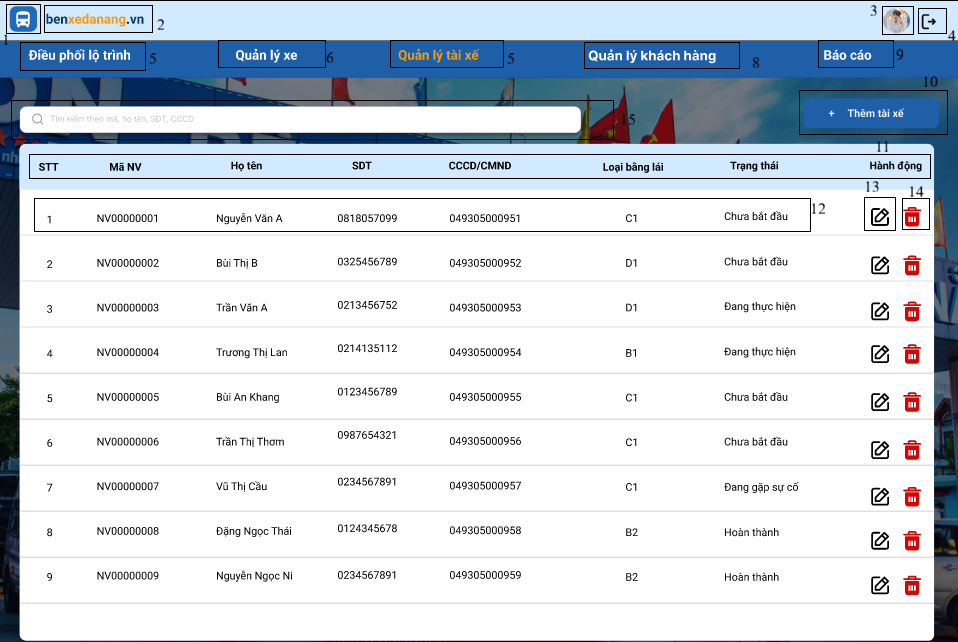 benxedanang.vn 2 3
1 4
Điều phối lộ trình 5 Quản lý xe 6 Quản lý tài xế 5 Quản lý khách hàng 8 Báo cáo 9
10
Tìm kiếm theo mã, họ tên, SĐT, CCCD 15 + Thêm tài xế
11
STT Mã NV Họ tên SĐT CCCD/CMND Loại bằng lái Trạng thái Hành động
13 14
1 NV00000001 Nguyễn Văn A 0818057099 049305000951 C1 Chưa bắt đầu 12
2 NV00000002 Bùi Thị B 0325456789 049305000952 D1 Chưa bắt đầu
3 NV00000003 Trần Văn A 0213456752 049305000953 D1 Đang thực hiện
4 NV00000004 Trương Thị Lan 0214135112 049305000954 B1 Đang thực hiện
5 NV00000005 Bùi An Khang 0123456789 049305000955 C1 Chưa bắt đầu
6 NV00000006 Trần Thị Thơm 0987654321 049305000956 C1 Chưa bắt đầu
7 NV00000007 Vũ Thị Cầu 0234567891 049305000957 C1 Đang gặp sự cố
8 NV00000008 Đặng Ngọc Thái 0124345678 049305000958 B2 Hoàn thành
9 NV00000009 Nguyễn Ngọc Ni 0234567891 049305000959 B2 Hoàn thành